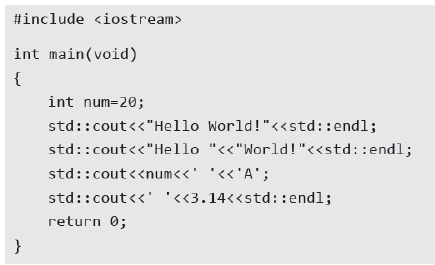 #include <iostream>
int main(void)
{
    int num=20;
    std::cout<<"Hello World!"<<std::endl;
    std::cout<<"Hello "<<"World!"<<std::endl;
    std::cout<<num<<' '<<'A';
    std::cout<<' '<<3.14<<std::endl;
    return 0;
}